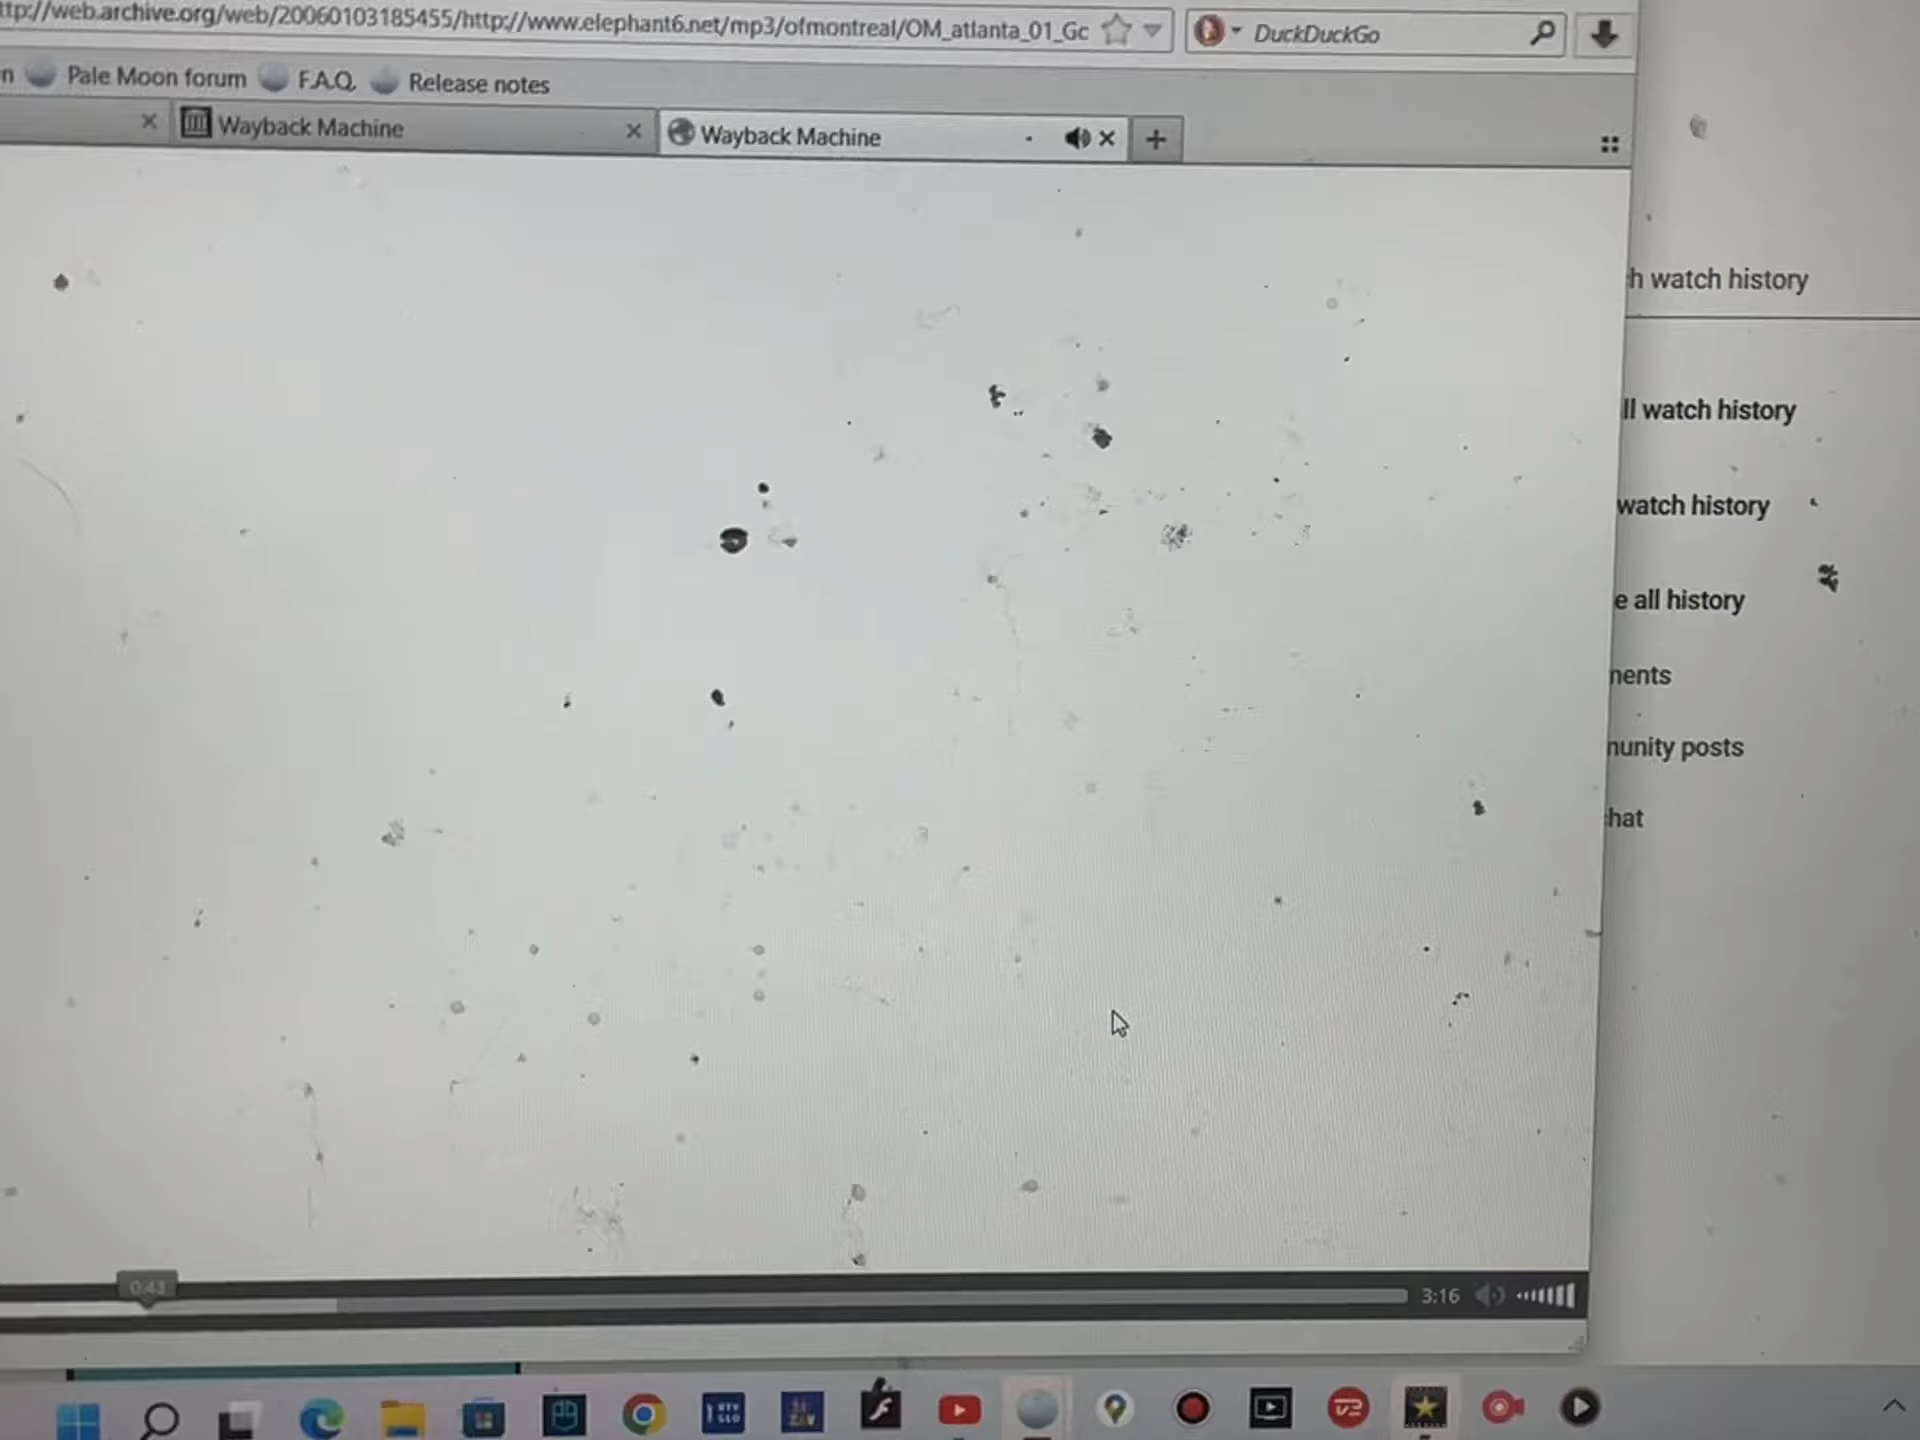 ttp://web.archive.org/web/20060103185455/http://www.elephant6.net/mp3/ofmontreal/OM_atlanta_01_Gc
DuckDuckGo
n
Pale Moon forum
F.A.Q.
Release notes
Wayback Machine
Wayback Machine
h watch history
ll watch history
watch history
e all history
nents
nunity posts
hat
0:43
3:16